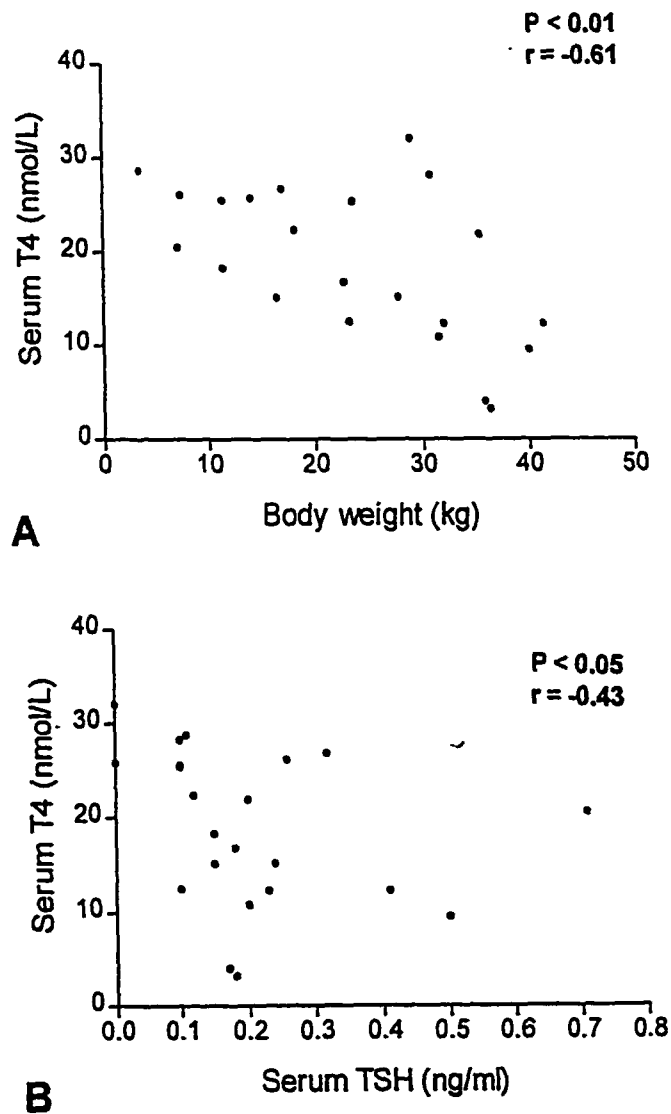 P < 0.01
r = -0.61
40
30
20
10
0
Serum T4 (nmol/L)
0 10 20 30 40 50
Body weight (kg)
A
P < 0.05
r = -0.43
40
30
20
10
0
Serum T4 (nmol/L)
0.0 0.1 0.2 0.3 0.4 0.5 0.6 0.7 0.8
Serum TSH (ng/ml)
B